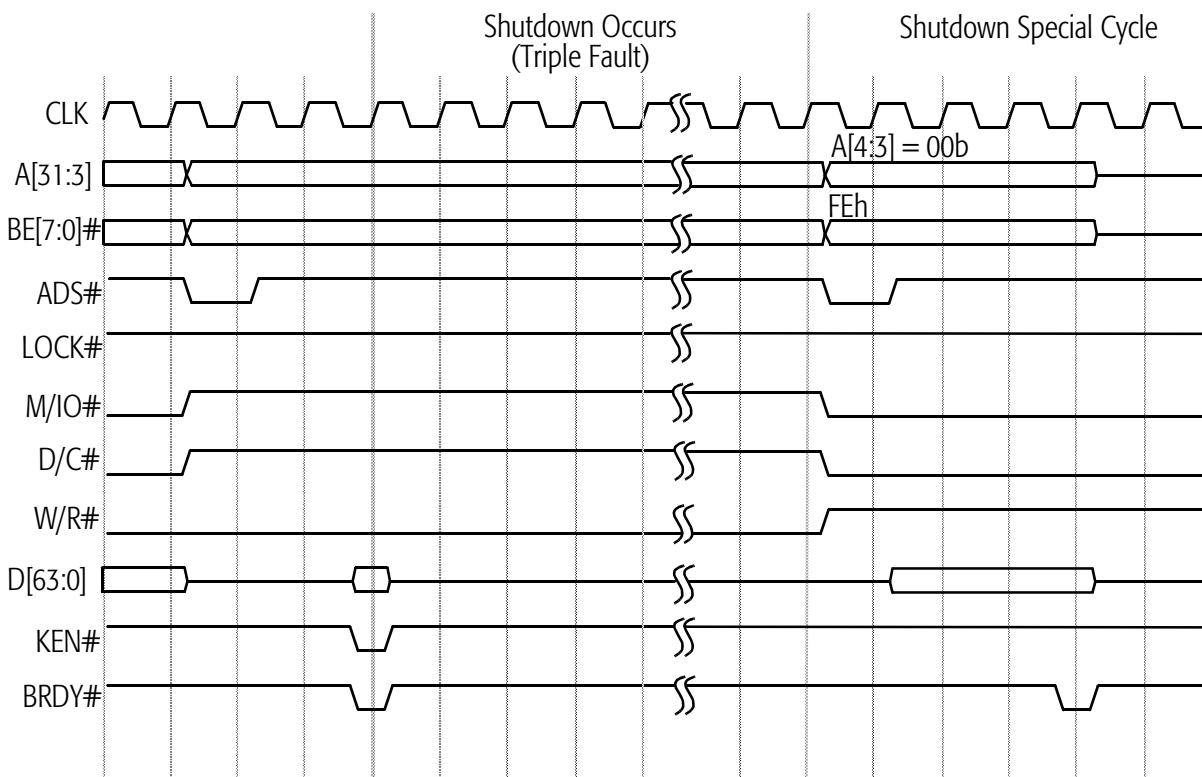 Shutdown Occurs
(Triple Fault)
Shutdown Special Cycle
CLK
A[4:3] = 00b
A[31:3]
FEh
BE[7:0]#
ADS#
LOCK#
M/IO#
D/C#
W/R#
D[63:0]
KEN#
BRDY#